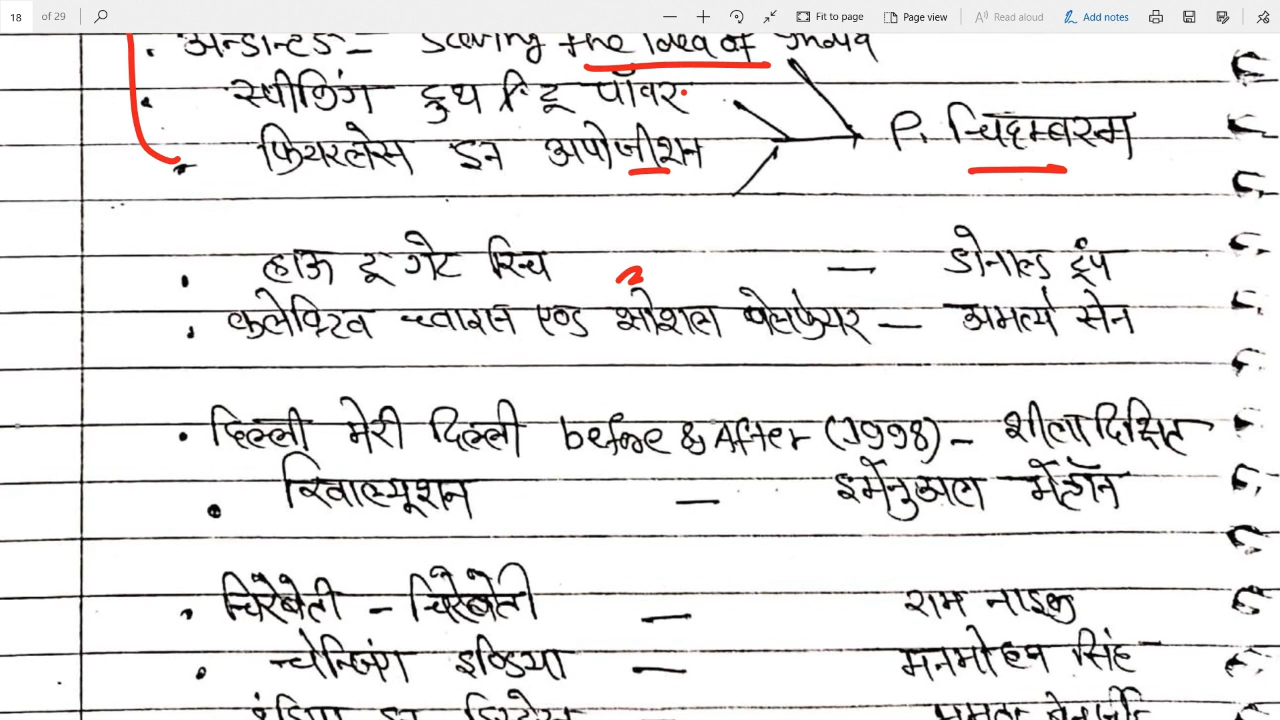 18 of 29 Fit to page Page view Read aloud Add notes
अन्डान्टेड - Saving the Idea of India
स्पीकिंग ट्रुथ टू पॉवर
फियरलेस इन अपोजीशन
P. चिदम्बरम
हाऊ टू गेट रिच — डोनाल्ड ट्रंप
कलेक्टिव च्वाइस एण्ड सोशल वेलफेयर — अमर्त्य सेन
दिल्ली मेरी दिल्ली before & After (1998) - शीला दिक्षित
रिवाल्यूशन — इमेनुअल मेक्रॉन
चिरैबेती - चिरैबेती — राम नाइक
चेन्जिंग इण्डिया — मनमोहन सिंह
इंडिया इन डिस्ट्रेस